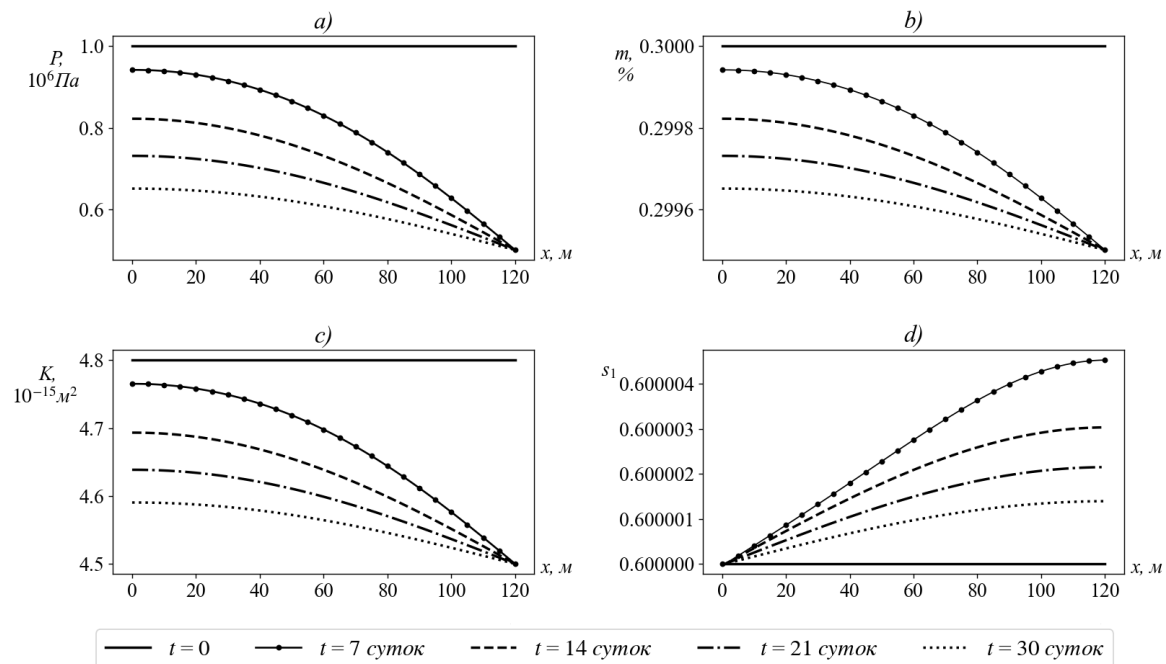 a)
P,
10⁶Па
1.0
0.8
0.6
0 20 40 60 80 100 120
x, м
b)
m,
%
0.3000
0.2998
0.2996
0 20 40 60 80 100 120
x, м
c)
K,
10⁻¹⁵м²
4.8
4.7
4.6
4.5
0 20 40 60 80 100 120
x, м
d)
s₁
0.600004
0.600003
0.600002
0.600001
0.600000
0 20 40 60 80 100 120
x, м
t = 0 t = 7 суток t = 14 суток t = 21 суток t = 30 суток